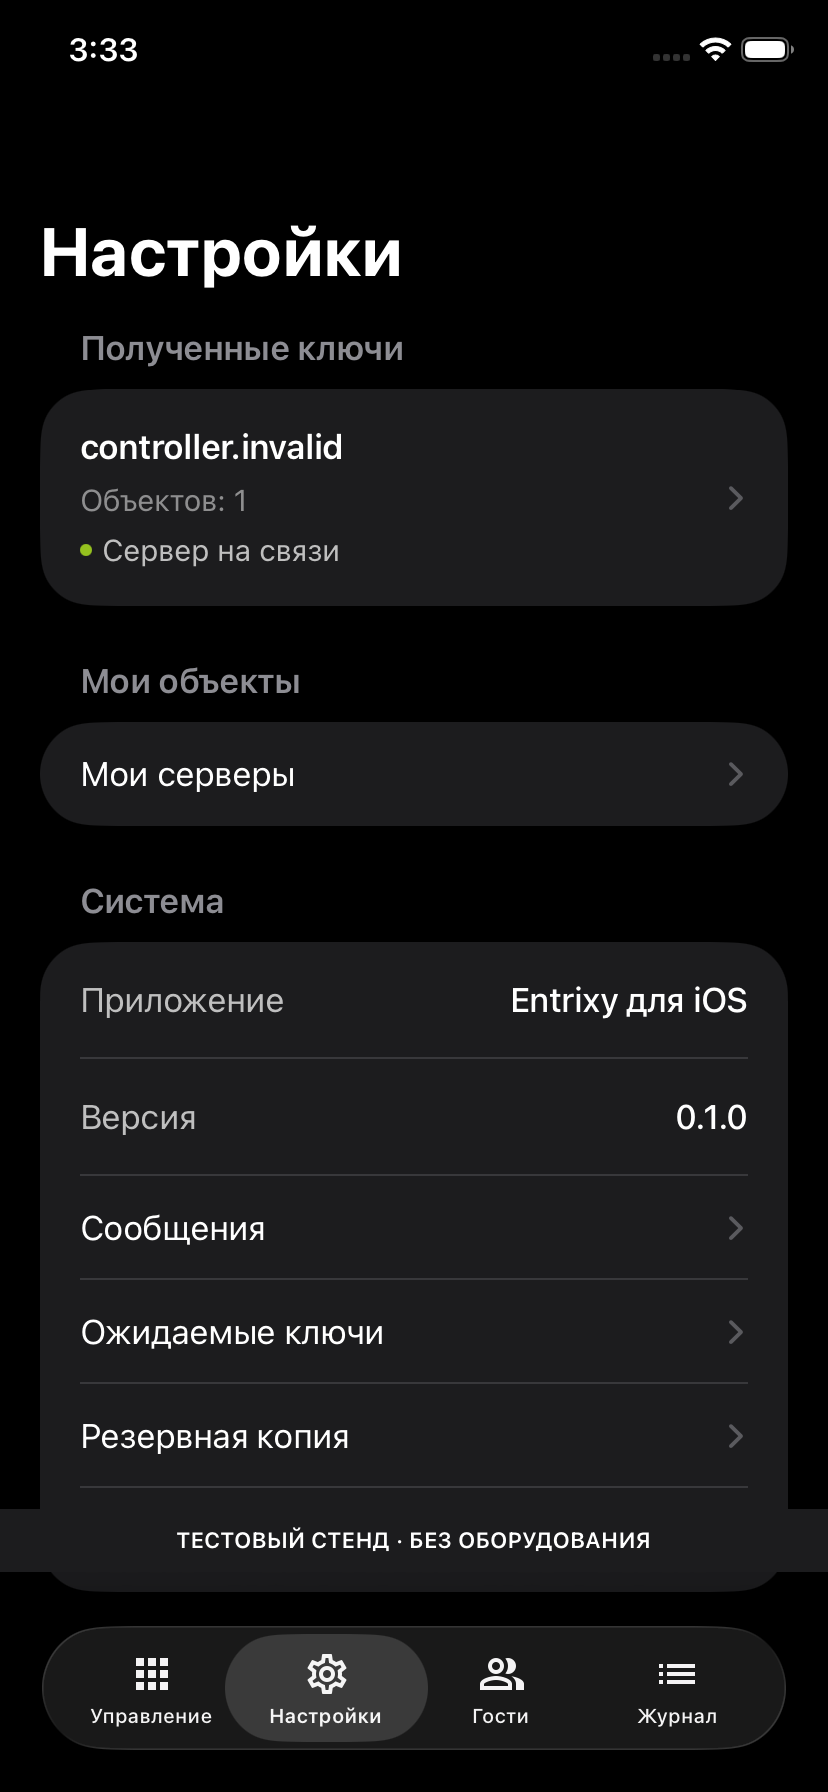 3:33
Настройки
Полученные ключи
controller.invalid
Объектов: 1
Сервер на связи
Мои объекты
Мои серверы
Система
Приложение Entrixy для iOS
Версия 0.1.0
Сообщения
Ожидаемые ключи
Резервная копия
ТЕСТОВЫЙ СТЕНД · БЕЗ ОБОРУДОВАНИЯ
Управление Настройки Гости Журнал